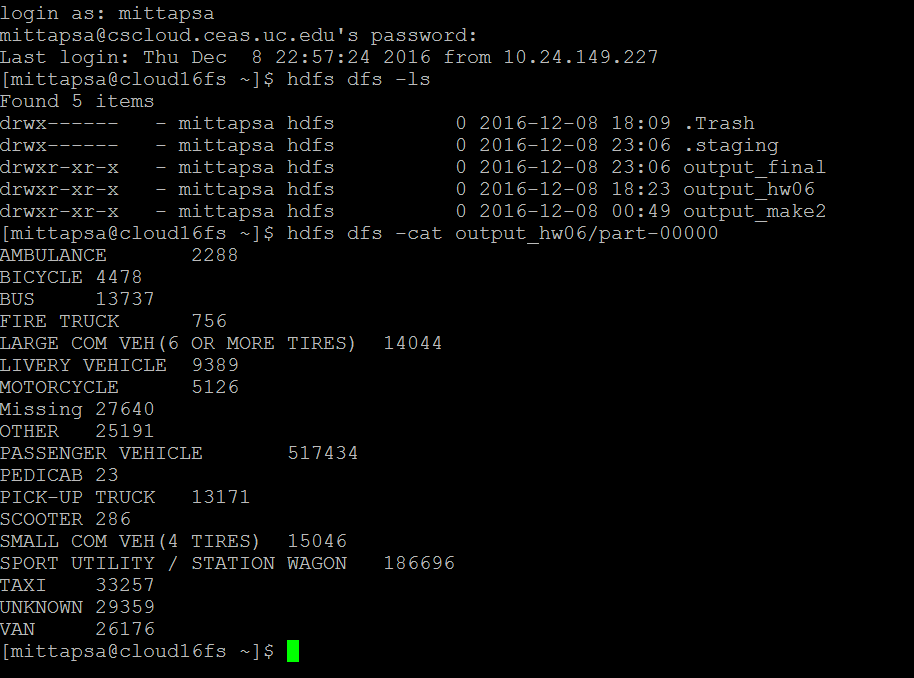 login as: mittapsa
mittapsa@cscloud.ceas.uc.edu's password:
Last login: Thu Dec  8 22:57:24 2016 from 10.24.149.227
[mittapsa@cloud16fs ~]$ hdfs dfs -ls
Found 5 items
drwx------   - mittapsa hdfs          0 2016-12-08 18:09 .Trash
drwx------   - mittapsa hdfs          0 2016-12-08 23:06 .staging
drwxr-xr-x   - mittapsa hdfs          0 2016-12-08 23:06 output_final
drwxr-xr-x   - mittapsa hdfs          0 2016-12-08 18:23 output_hw06
drwxr-xr-x   - mittapsa hdfs          0 2016-12-08 00:49 output_make2
[mittapsa@cloud16fs ~]$ hdfs dfs -cat output_hw06/part-00000
AMBULANCE       2288
BICYCLE 4478
BUS     13737
FIRE TRUCK      756
LARGE COM VEH(6 OR MORE TIRES)  14044
LIVERY VEHICLE  9389
MOTORCYCLE      5126
Missing 27640
OTHER   25191
PASSENGER VEHICLE       517434
PEDICAB 23
PICK-UP TRUCK   13171
SCOOTER 286
SMALL COM VEH(4 TIRES)  15046
SPORT UTILITY / STATION WAGON   186696
TAXI    33257
UNKNOWN 29359
VAN     26176
[mittapsa@cloud16fs ~]$